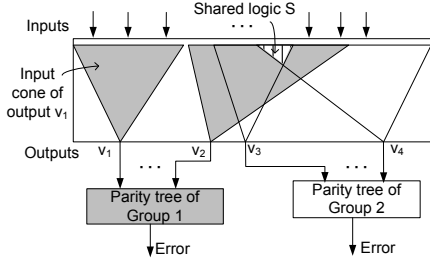 Shared logic S
Inputs
...
Input
cone of
output v1
Outputs
v1
v2
v3
v4
...
...
Parity tree of
Group 1
Parity tree of
Group 2
Error
Error